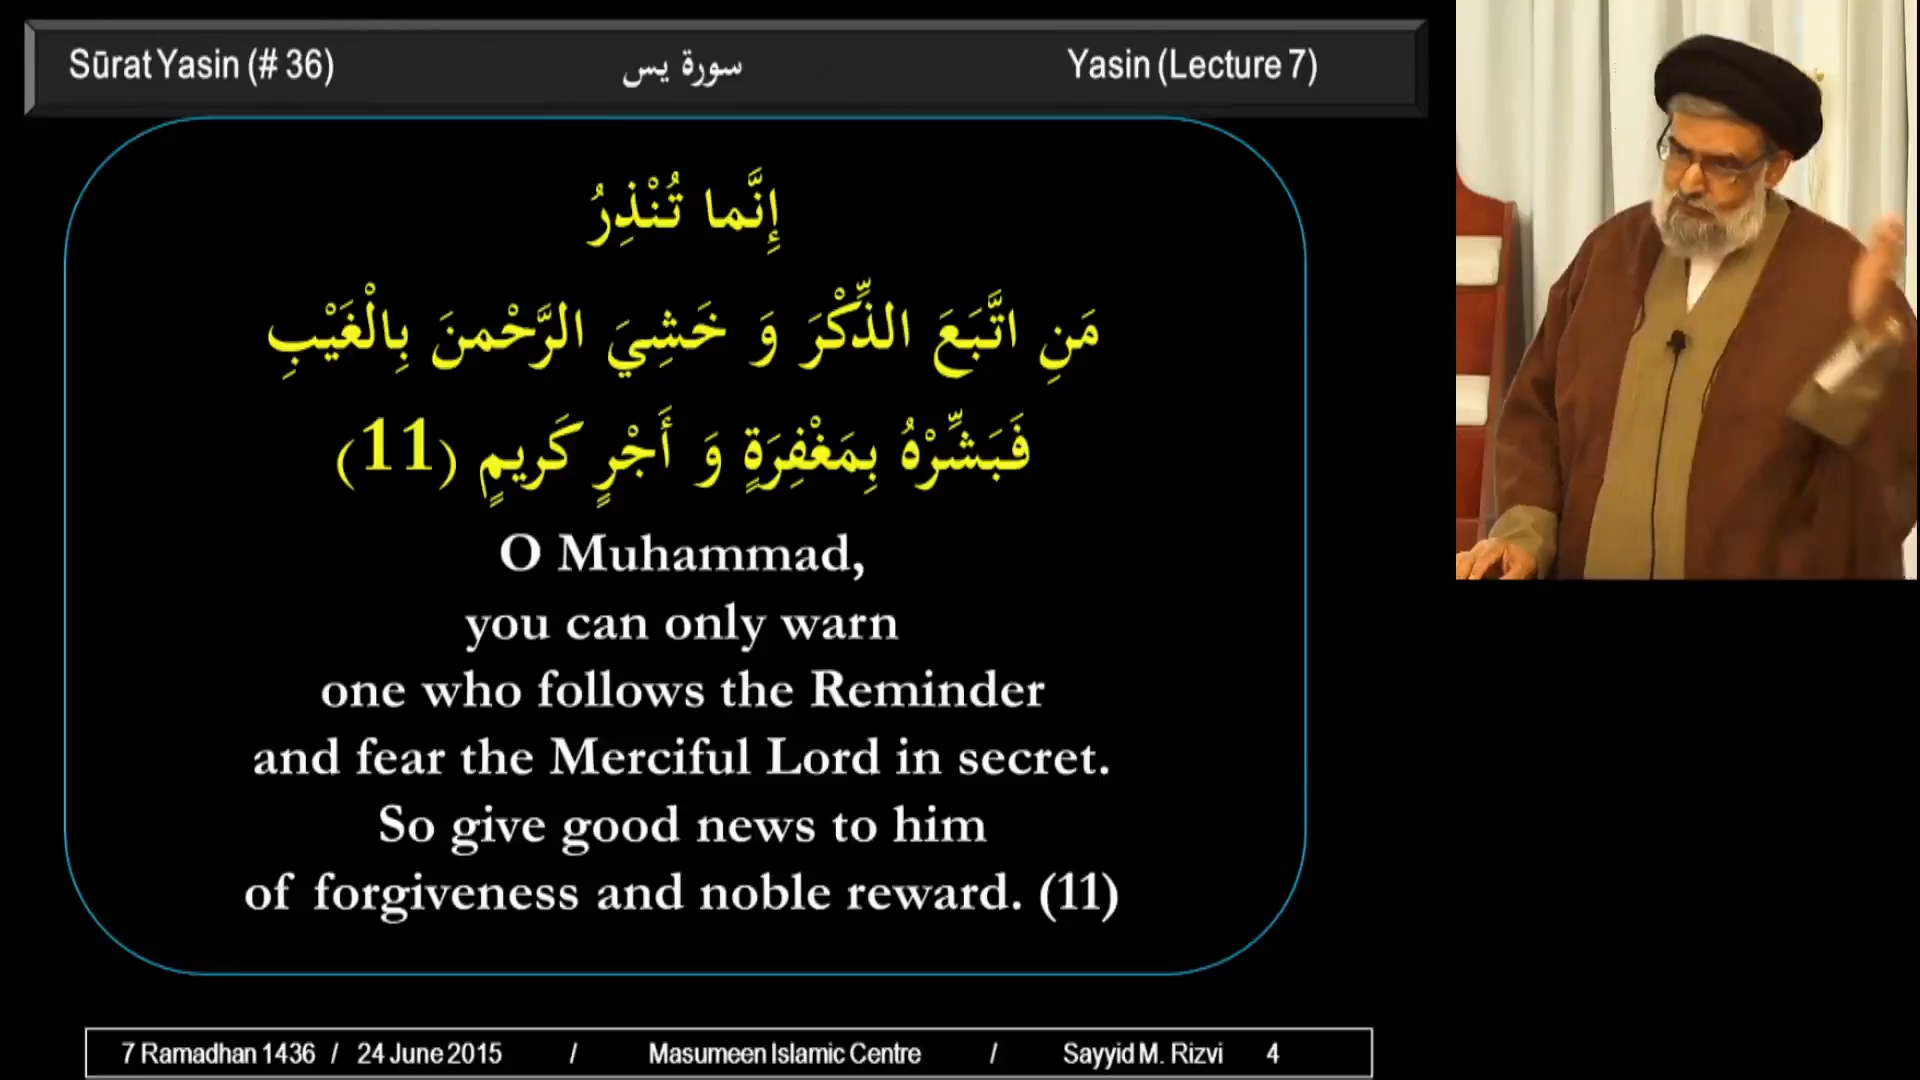 Sūrat Yasin (# 36) سورة يس Yasin (Lecture 7)
إِنَّما تُنْذِرُ
مَنِ اتَّبَعَ الذِّكْرَ وَ خَشِيَ الرَّحْمنَ بِالْغَيْبِ
فَبَشِّرْهُ بِمَغْفِرَةٍ وَ أَجْرٍ كَريمٍ (11)
O Muhammad,
you can only warn
one who follows the Reminder
and fear the Merciful Lord in secret.
So give good news to him
of forgiveness and noble reward. (11)
7 Ramadhan 1436 / 24 June 2015 / Masumeen Islamic Centre / Sayyid M. Rizvi 4